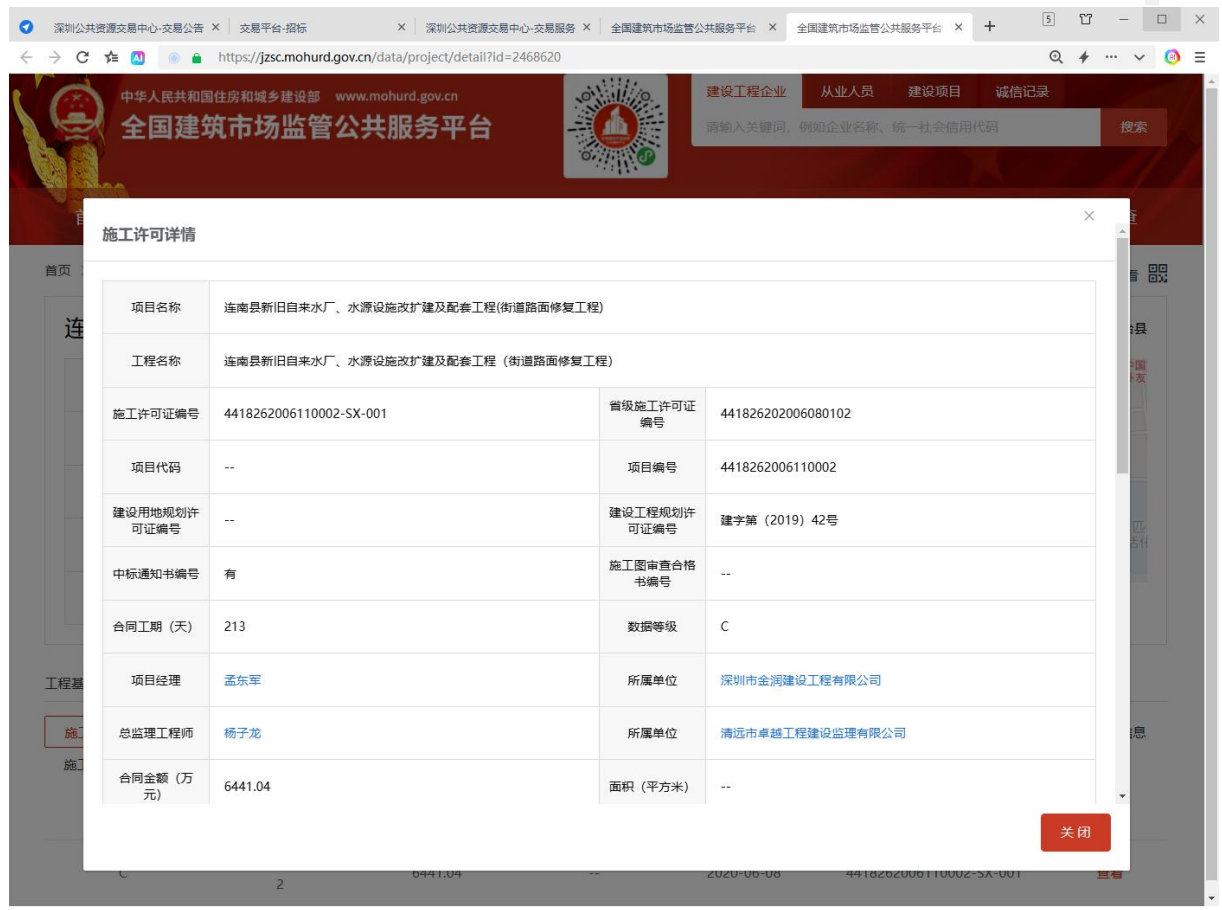 深圳公共资源交易中心-交易公告
交易平台-招标
深圳公共资源交易中心-交易服务
全国建筑市场监管公共服务平台
全国建筑市场监管公共服务平台
5
https://jzsc.mohurd.gov.cn/data/project/detail?id=2468620
中华人民共和国住房和城乡建设部 www.mohurd.gov.cn
全国建筑市场监管公共服务平台
建设工程企业 从业人员 建设项目 诚信记录
请输入关键词，例如企业名称、统一社会信用代码
搜索
首页
施工许可详情
项目名称 连南县新旧自来水厂、水源设施改扩建及配套工程(街道路面修复工程)
工程名称 连南县新旧自来水厂、水源设施改扩建及配套工程（街道路面修复工程）
施工许可证编号 4418262006110002-SX-001 省级施工许可证
编号 441826202006080102
项目代码 -- 项目编号 4418262006110002
建设用地规划许
可证编号 -- 建设工程规划许
可证编号 建字第（2019）42号
中标通知书编号 有 施工图审查合格
书编号 --
合同工期（天） 213 数据等级 C
项目经理 孟东军 所属单位 深圳市金润建设工程有限公司
总监理工程师 杨子龙 所属单位 清远市卓越工程建设监理有限公司
合同金额（万
元） 6441.04 面积（平方米） --
关闭
连
县
工程基
施工
施工
息
C 2 6441.04 -- 2020-06-08 4418262006110002-SX-001 查看